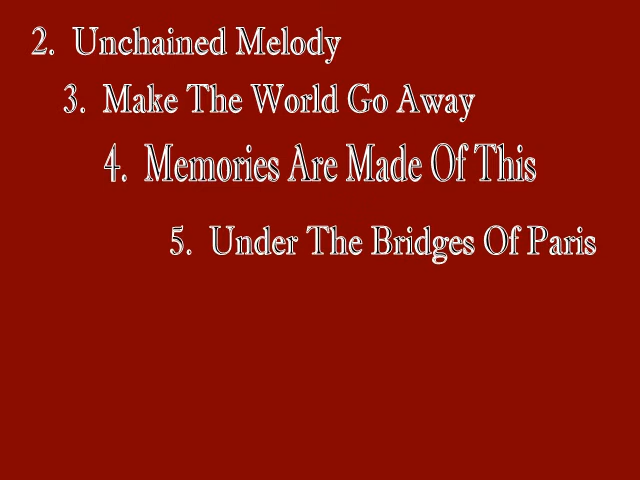 2. Unchained Melody
3. Make The World Go Away
4. Memories Are Made Of This
5. Under The Bridges Of Paris